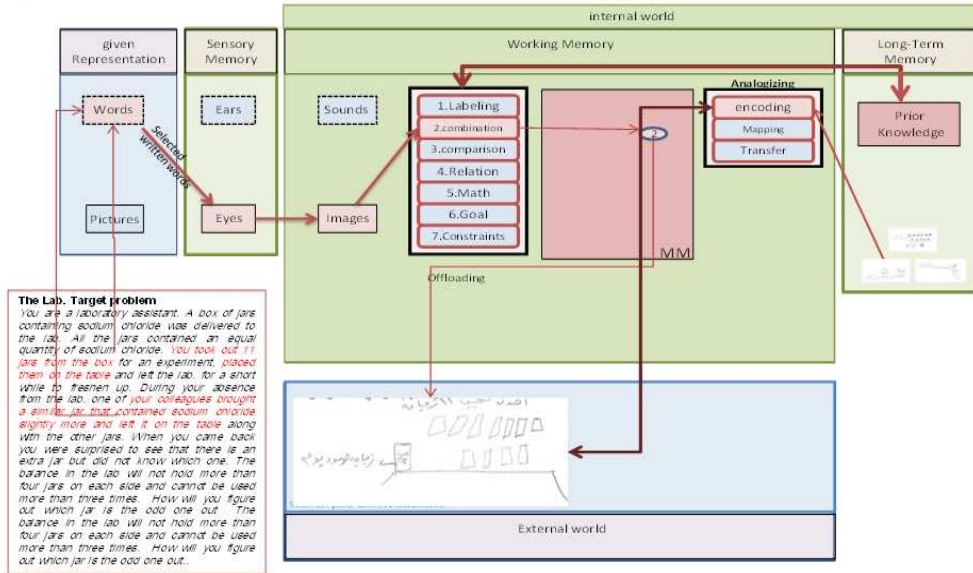 internal world
given
Representation
Sensory
Memory
Working Memory
Long-Term
Memory
Words
Ears
Sounds
1.Labeling
2.combination
3.comparison
4.Relation
5.Math
6.Goal
7.Constraints
2
MM
Analogizing
encoding
Mapping
Transfer
Prior
Knowledge
Selected
written words
Pictures
Eyes
Images
Offloading
The Lab. Target problem
You are a laboratory assistant. A box of jars
containing sodium chloride was delivered to
the lab. All the jars contained an equal
quantity of sodium chloride. You took out 11
jars from the box for an experiment, placed
them on the table and left the lab. for a short
while to freshen up. During your absence
from the lab. one of your colleagues brought
a similar jar that contained sodium chloride
slightly more and left it on the table along
with the other jars. When you came back
you were surprised to see that there is an
extra jar but did not know which one. The
balance in the lab will not hold more than
four jars on each side and cannot be used
more than three times. How will you figure
out which jar is the odd one out The
balance in the lab will not hold more than
four jars on each side and cannot be used
more than three times. How will you figure
out which jar is the odd one out..
External world